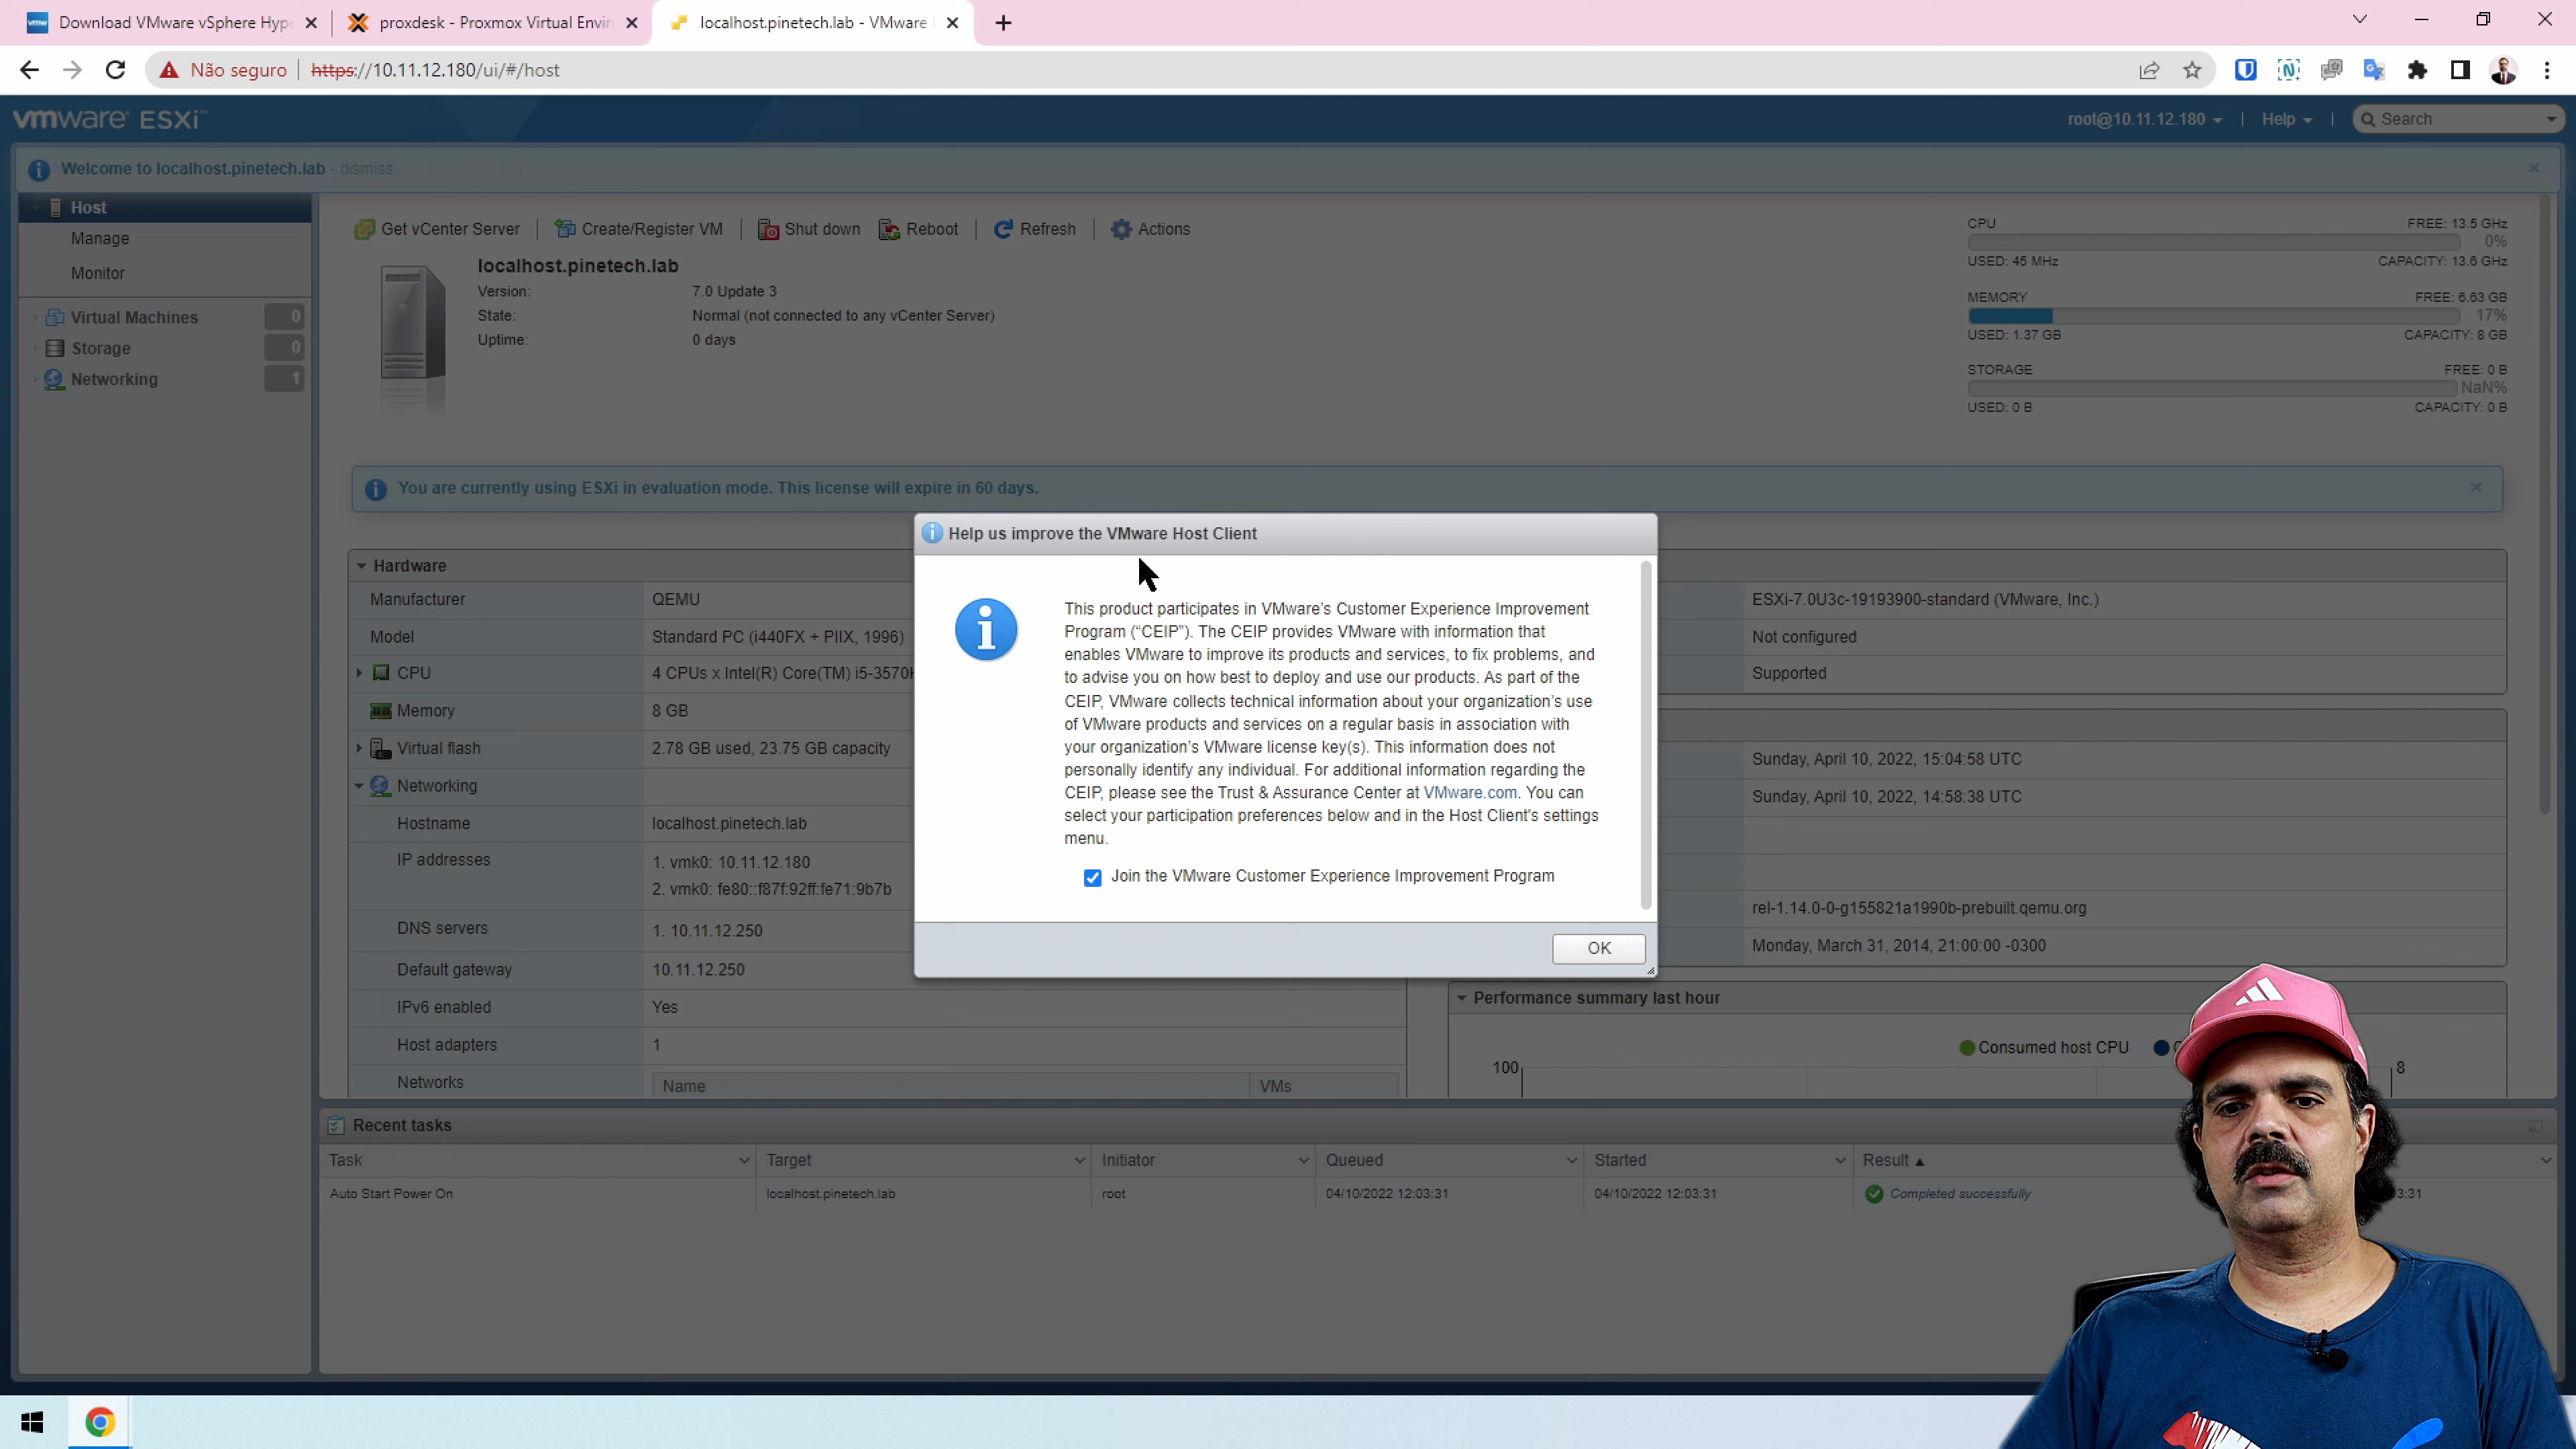 Download VMware vSphere Hype
proxdesk - Proxmox Virtual Envir
localhost.pinetech.lab - VMware
Não seguro
https://10.11.12.180/ui/#/host
vmware ESXi™
root@10.11.12.180
Help
Search
Welcome to localhost.pinetech.lab - dismiss
Host
Manage
Monitor
Virtual Machines 0
Storage 0
Networking 1
Get vCenter Server
Create/Register VM
Shut down
Reboot
Refresh
Actions
localhost.pinetech.lab
Version: 7.0 Update 3
State: Normal (not connected to any vCenter Server)
Uptime: 0 days
CPU FREE: 13.5 GHz
0%
USED: 45 MHz CAPACITY: 13.6 GHz
MEMORY FREE: 6.63 GB
17%
USED: 1.37 GB CAPACITY: 8 GB
STORAGE FREE: 0 B
NaN%
USED: 0 B CAPACITY: 0 B
You are currently using ESXi in evaluation mode. This license will expire in 60 days.
Help us improve the VMware Host Client
This product participates in VMware's Customer Experience Improvement
Program (“CEIP”). The CEIP provides VMware with information that
enables VMware to improve its products and services, to fix problems, and
to advise you on how best to deploy and use our products. As part of the
CEIP, VMware collects technical information about your organization’s use
of VMware products and services on a regular basis in association with
your organization’s VMware license key(s). This information does not
personally identify any individual. For additional information regarding the
CEIP, please see the Trust & Assurance Center at VMware.com. You can
select your participation preferences below and in the Host Client's settings
menu.
Join the VMware Customer Experience Improvement Program
OK
Hardware
Manufacturer QEMU
Model Standard PC (i440FX + PIIX, 1996)
CPU 4 CPUs x Intel(R) Core(TM) i5-3570K
Memory 8 GB
Virtual flash 2.78 GB used, 23.75 GB capacity
Networking
Hostname localhost.pinetech.lab
IP addresses 1. vmk0: 10.11.12.180
2. vmk0: fe80::f87f:92ff:fe71:9b7b
DNS servers 1. 10.11.12.250
Default gateway 10.11.12.250
IPv6 enabled Yes
Host adapters 1
Networks Name VMs
ESXi-7.0U3c-19193900-standard (VMware, Inc.)
Not configured
Supported
Sunday, April 10, 2022, 15:04:58 UTC
Sunday, April 10, 2022, 14:58:38 UTC
rel-1.14.0-0-g155821a1990b-prebuilt.qemu.org
Monday, March 31, 2014, 21:00:00 -0300
Performance summary last hour
Consumed host CPU
100 8
Recent tasks
Task Target Initiator Queued Started Result
Auto Start Power On localhost.pinetech.lab root 04/10/2022 12:03:31 04/10/2022 12:03:31 Completed successfully 3:31